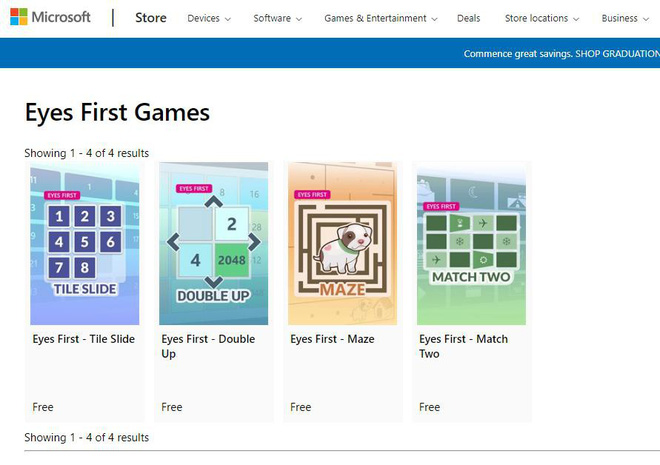 Microsoft Store Devices Software Games & Entertainment Deals Store locations Business
Commence great savings. SHOP GRADUATION
Eyes First Games
Showing 1 - 4 of 4 results
EYES FIRST
1 2 3
4 5 6
7 8
TILE SLIDE
EYES FIRST
2
4 2048
DOUBLE UP
EYES FIRST
MAZE
EYES FIRST
MATCH TWO
Eyes First - Tile Slide
Eyes First - Double
Up
Eyes First - Maze
Eyes First - Match
Two
Free
Free
Free
Free
Showing 1 - 4 of 4 results